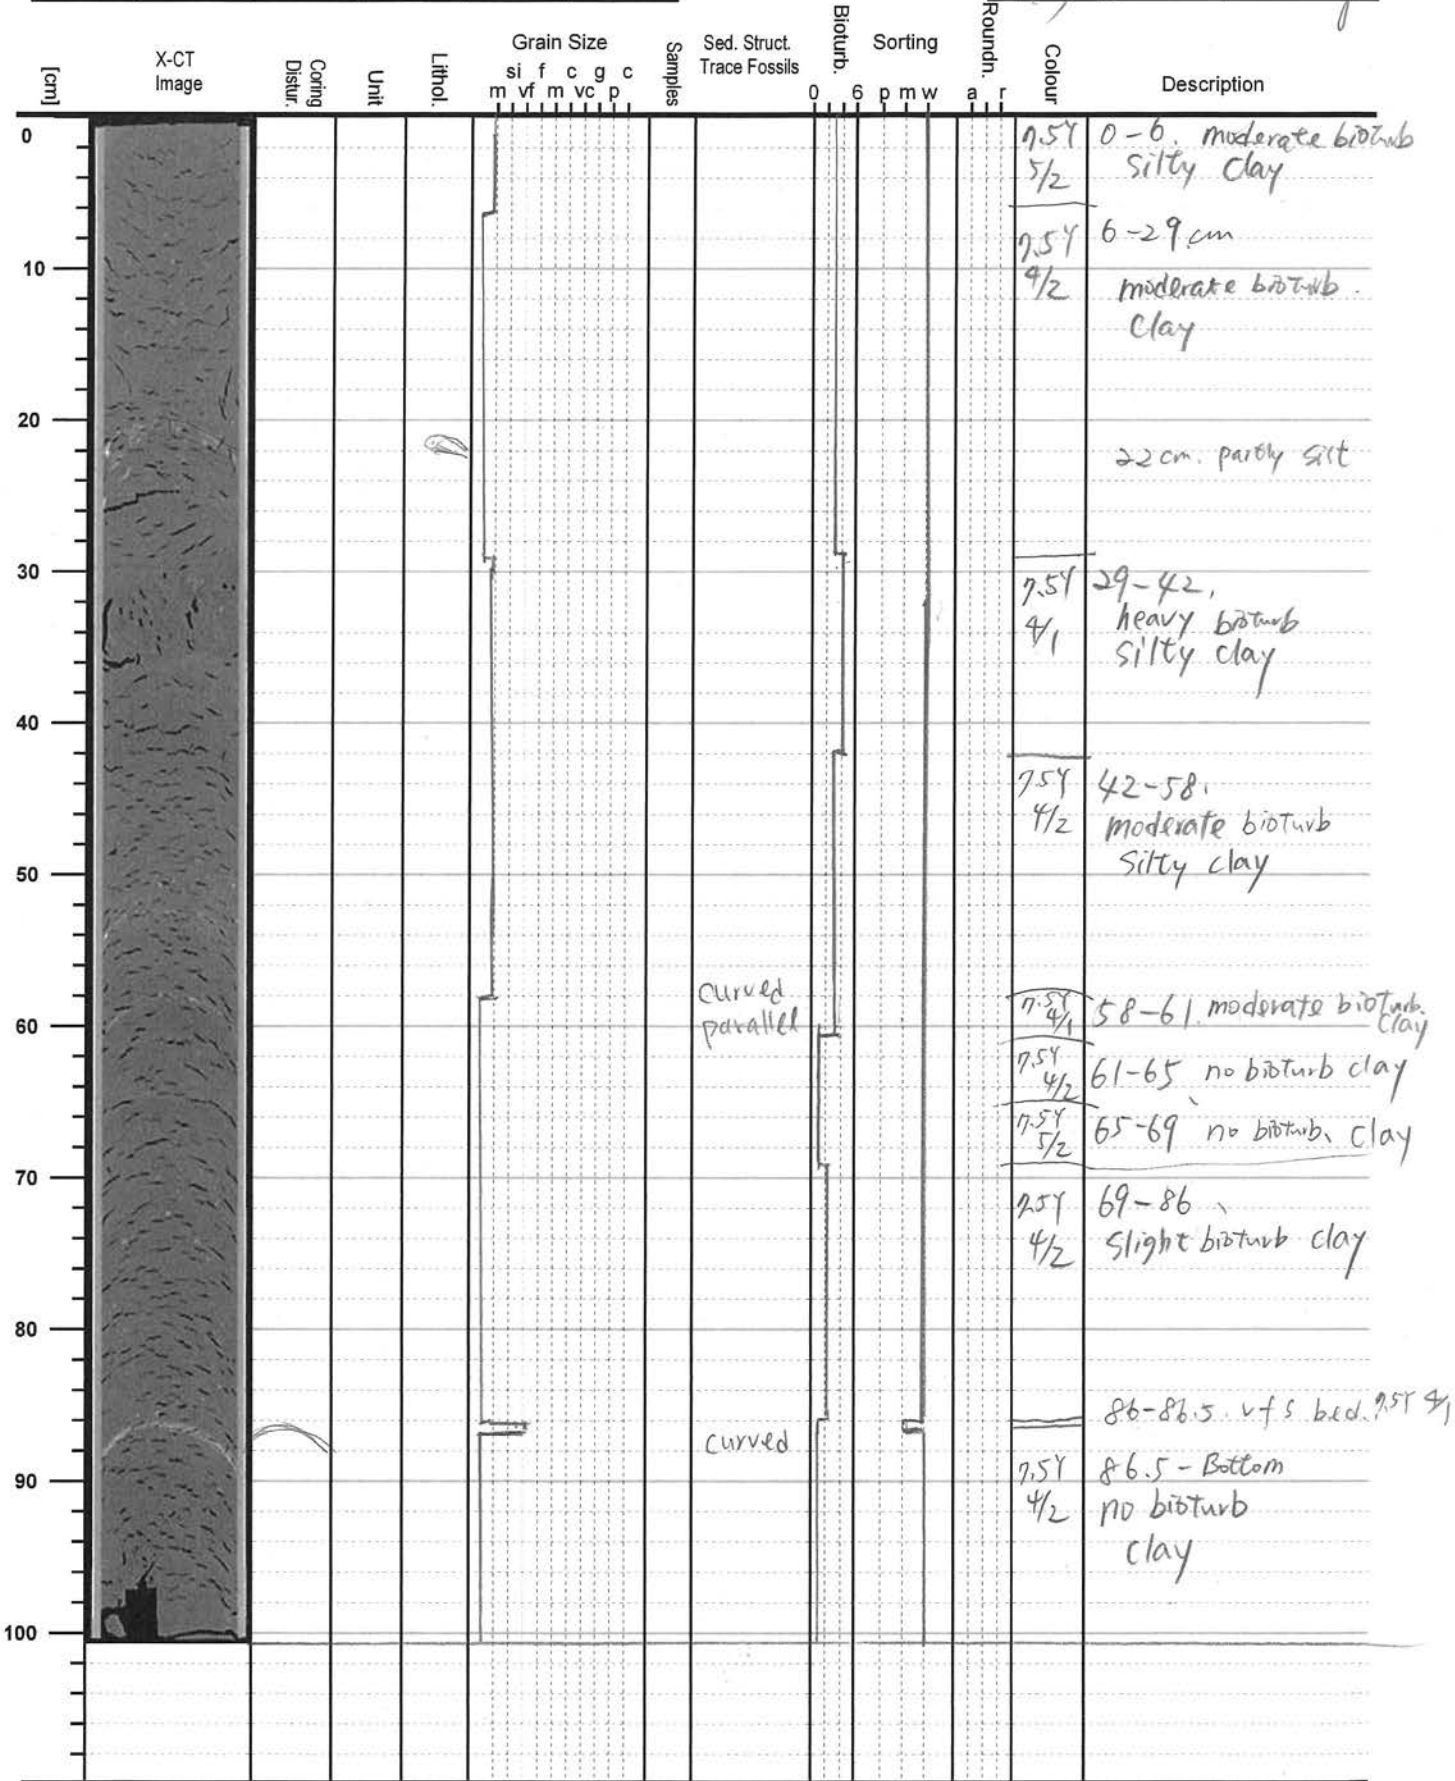 [cm]
X-CT
Image
Coring
Distur.
Unit
Lithol.
Grain Size
si f c g c
m vf m vc p
Samples
Sed. Struct.
Trace Fossils
Bioturb.
0 6
Sorting
p m w
Roundn.
a r
Colour
Description
0
7.5Y 0-6. moderate bioturb
5/2 silty clay
7.5Y 6-29 cm
10
4/2 moderate bioturb.
clay
20
22 cm. partly silt
30
7.5Y 29-42.
4/1 heavy bioturb
silty clay
40
7.5Y 42-58.
4/2 moderate bioturb
silty clay
50
curved
parallel
60
7.5Y 4/1 58-61. moderate bioturb.
clay
7.5Y 4/2 61-65 no bioturb clay
7.5Y 5/2 65-69 no bioturb. clay
70
7.5Y 69-86
4/2 slight bioturb clay
80
86-86.5. vfs bed. 7.5Y 4/1
curved
90
7.5Y 86.5 - Bottom
4/2 no bioturb
clay
100